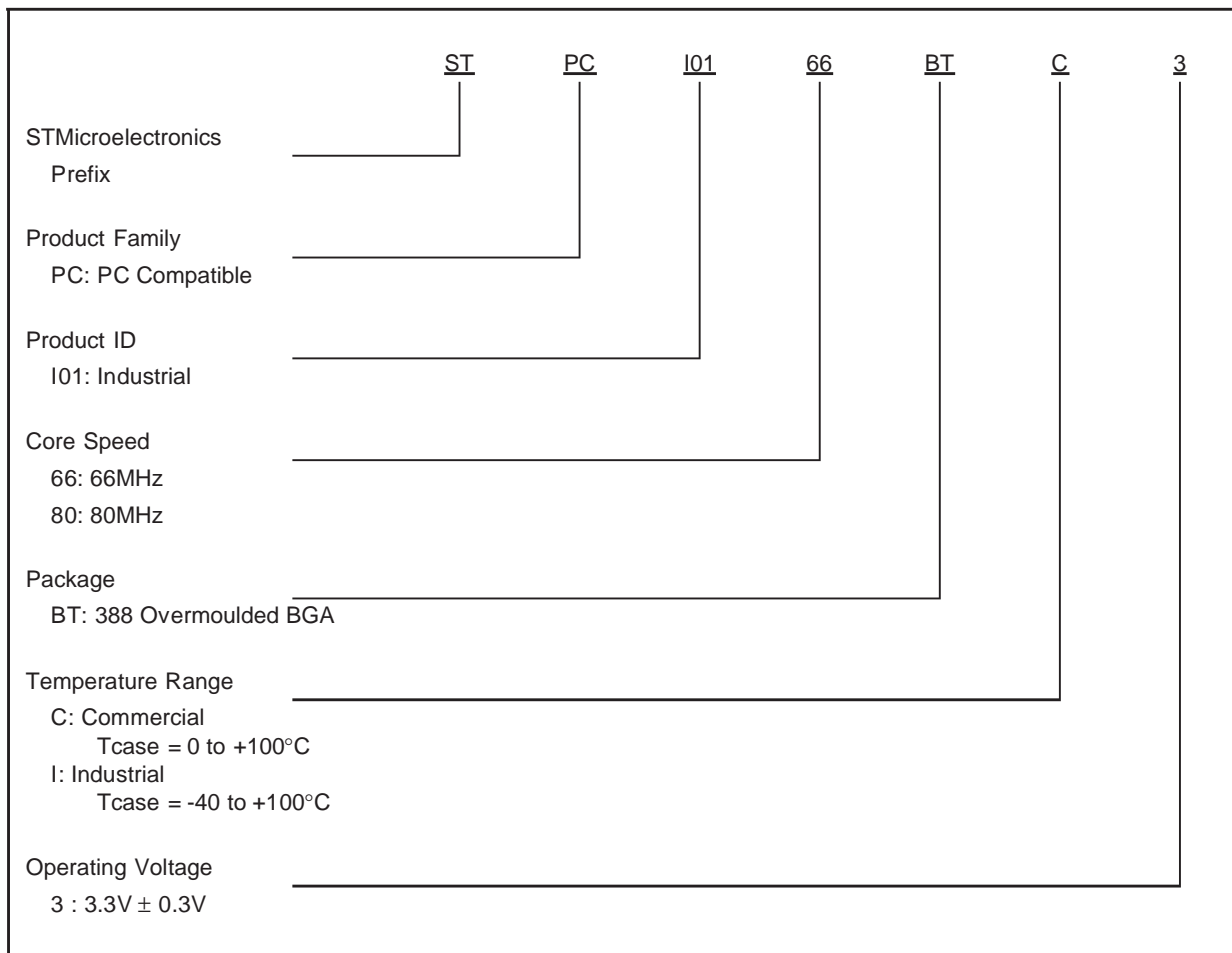 ST PC I01 66 BT C 3
STMicroelectronics
Prefix
Product Family
PC: PC Compatible
Product ID
I01: Industrial
Core Speed
66: 66MHz
80: 80MHz
Package
BT: 388 Overmoulded BGA
Temperature Range
C: Commercial
Tcase = 0 to +100°C
I: Industrial
Tcase = -40 to +100°C
Operating Voltage
3 : 3.3V ± 0.3V